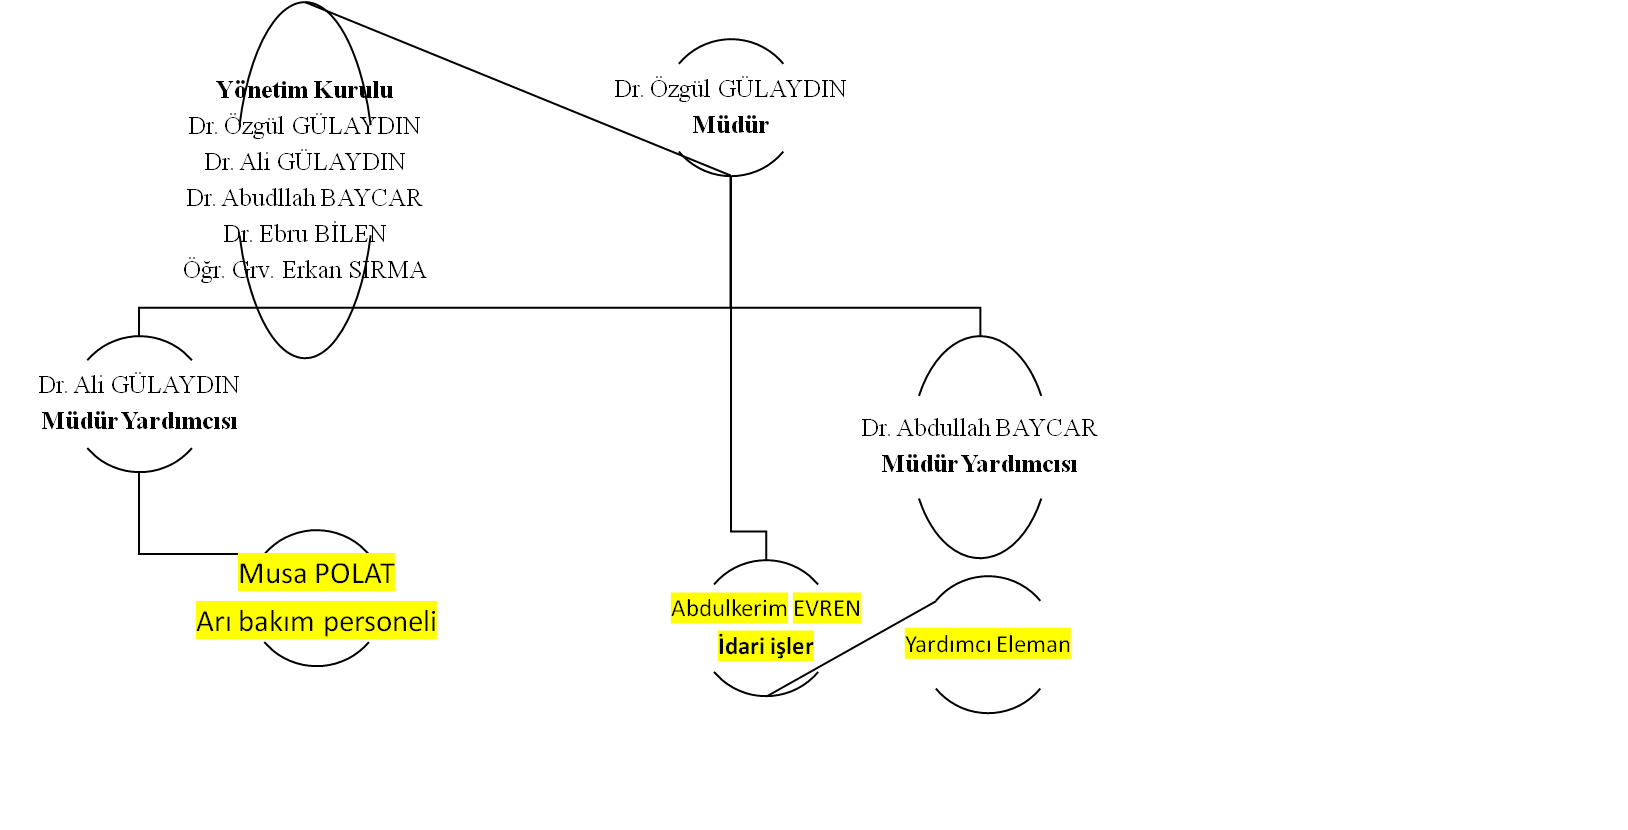 Yönetim Kurulu
Dr. Özgül GÜLAYDIN
Dr. Ali GÜLAYDIN
Dr. Abudllah BAYCAR
Dr. Ebru BİLEN
Öğr. Grv. Erkan SIRMA
Dr. Özgül GÜLAYDIN
Müdür
Dr. Ali GÜLAYDIN
Müdür Yardımcısı
Dr. Abdullah BAYCAR
Müdür Yardımcısı
Musa POLAT
Arı bakım personeli
Abdulkerim EVREN
İdari işler
Yardımcı Eleman